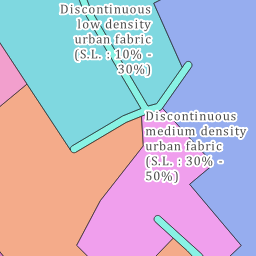 Discontinuous
low density
urban fabric
(S.L. : 10% -
30%)
Discontinuous
medium density
urban fabric
(S.L. : 30% -
50%)